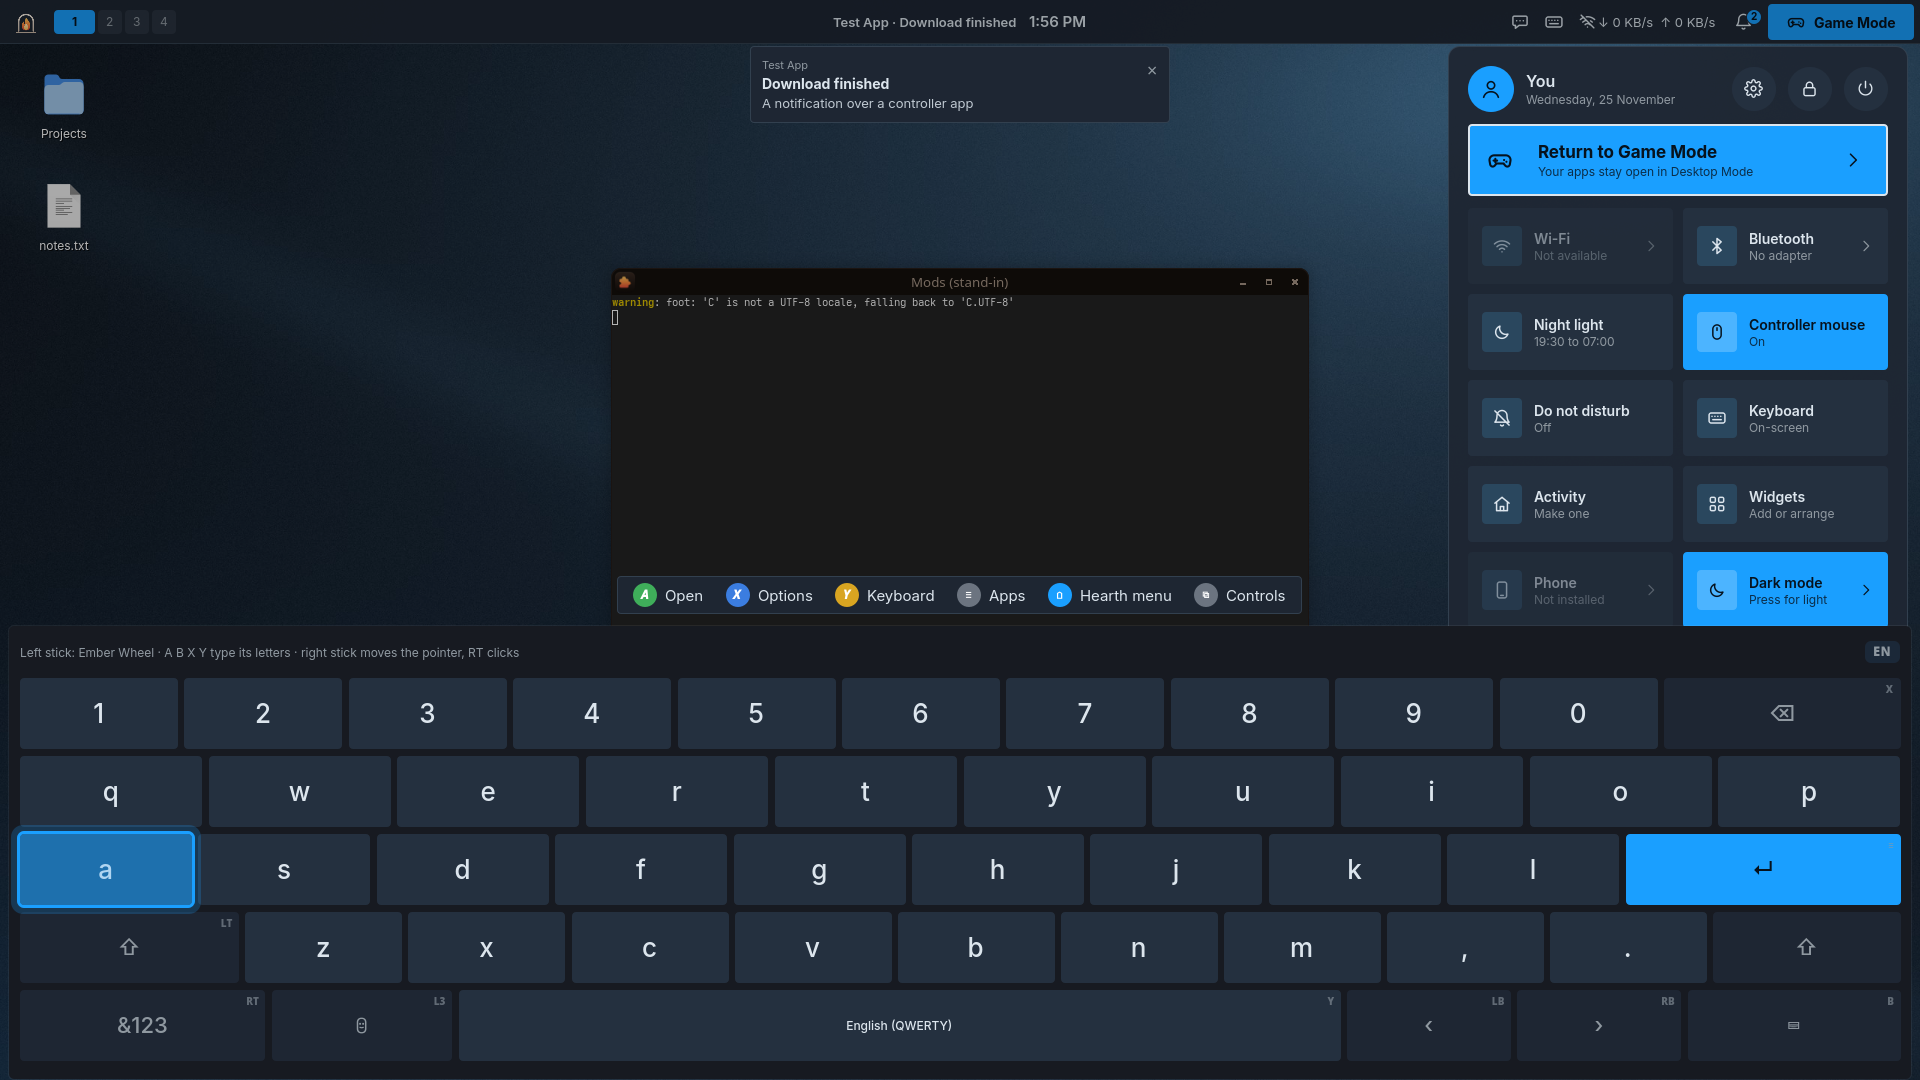 1 2 3 4
Test App · Download finished 1:56 PM
↓ 0 KB/s ↑ 0 KB/s
2
Game Mode
Test App
Download finished
A notification over a controller app
Projects
notes.txt
You
Wednesday, 25 November
Return to Game Mode
Your apps stay open in Desktop Mode
Wi-Fi
Not available
Bluetooth
No adapter
Night light
19:30 to 07:00
Controller mouse
On
Do not disturb
Off
Keyboard
On-screen
Activity
Make one
Widgets
Add or arrange
Phone
Not installed
Dark mode
Press for light
Mods (stand-in)
warning: foot: 'C' is not a UTF-8 locale, falling back to 'C.UTF-8'
A Open X Options Y Keyboard Apps Hearth menu Controls
Left stick: Ember Wheel · A B X Y type its letters · right stick moves the pointer, RT clicks
EN
1 2 3 4 5 6 7 8 9 0 X
q w e r t y u i o p
a s d f g h j k l
LT z x c v b n m , .
&123 RT L3 English (QWERTY) Y ‹ LB › RB B